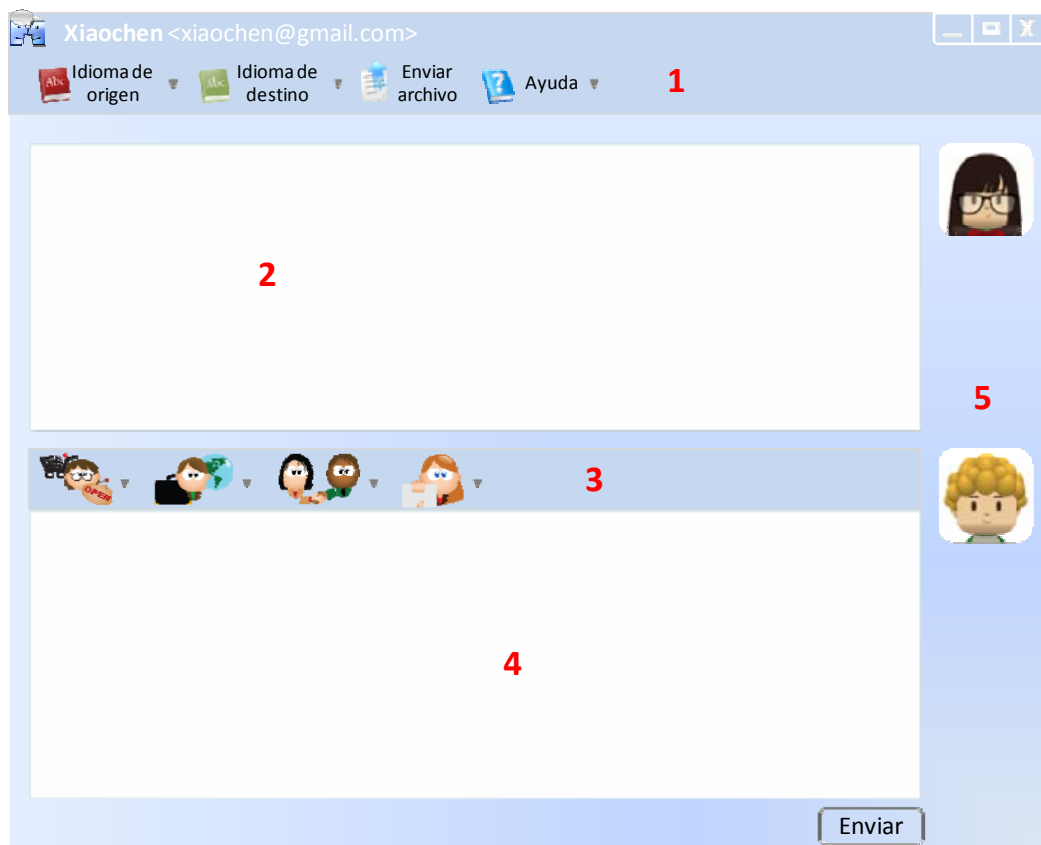 Xiaochen <xiaochen@gmail.com>
Idioma de origen
Idioma de destino
Enviar archivo
Ayuda
1
2
5
3
4
Enviar